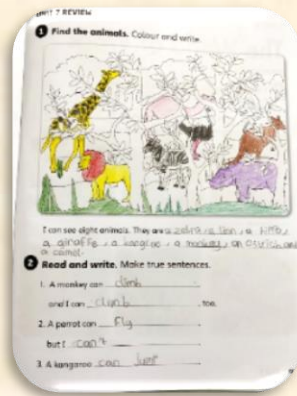 UNIT 7 REVIEW
1 Find the animals. Colour and write.
I can see eight animals. They are a zebra, a lion, a hippo,
a giraffe, a kangaroo, a monkey, an ostrich and
a camel.
2 Read and write. Make true sentences.
1. A monkey can climb.
and I can climb, too.
2. A parrot can Fly.
but I can't.
3. A kangaroo can jump